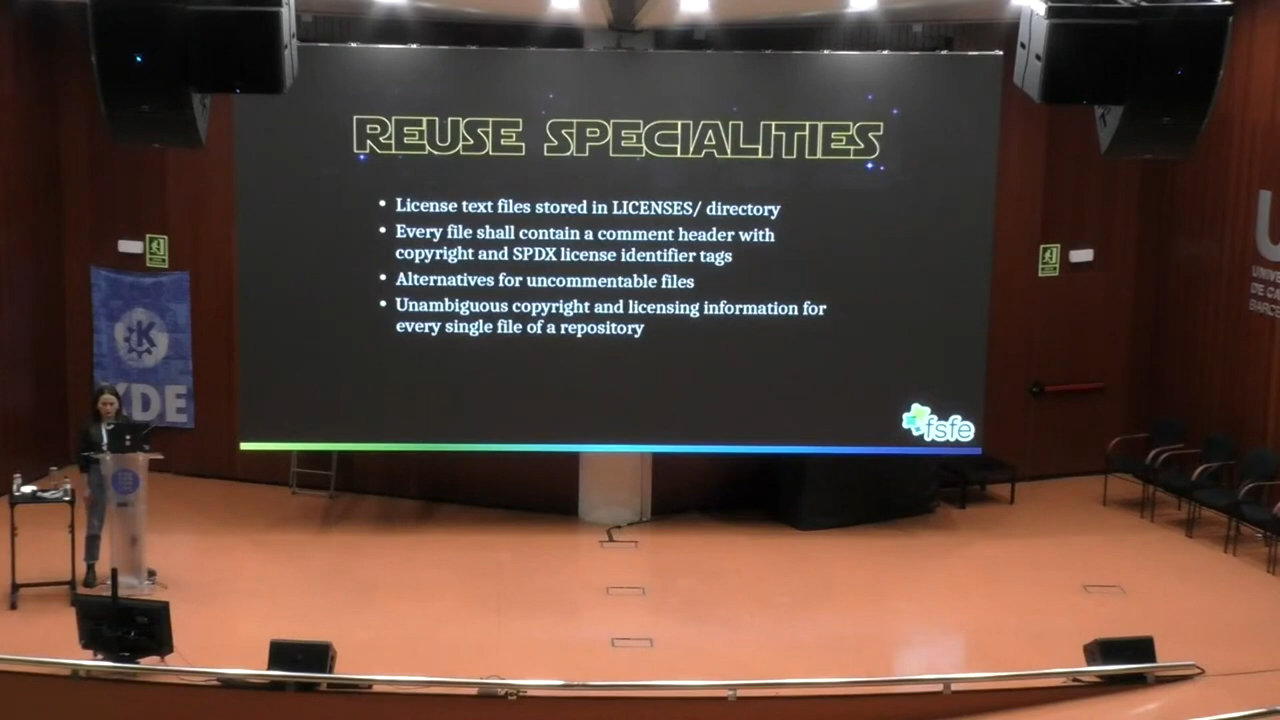 REUSE SPECIALITIES
• License text files stored in LICENSES/ directory
• Every file shall contain a comment header with
copyright and SPDX license identifier tags
• Alternatives for uncommentable files
• Unambiguous copyright and licensing information for
every single file of a repository
fsfe
K
KDE
U
UNIVE
DE